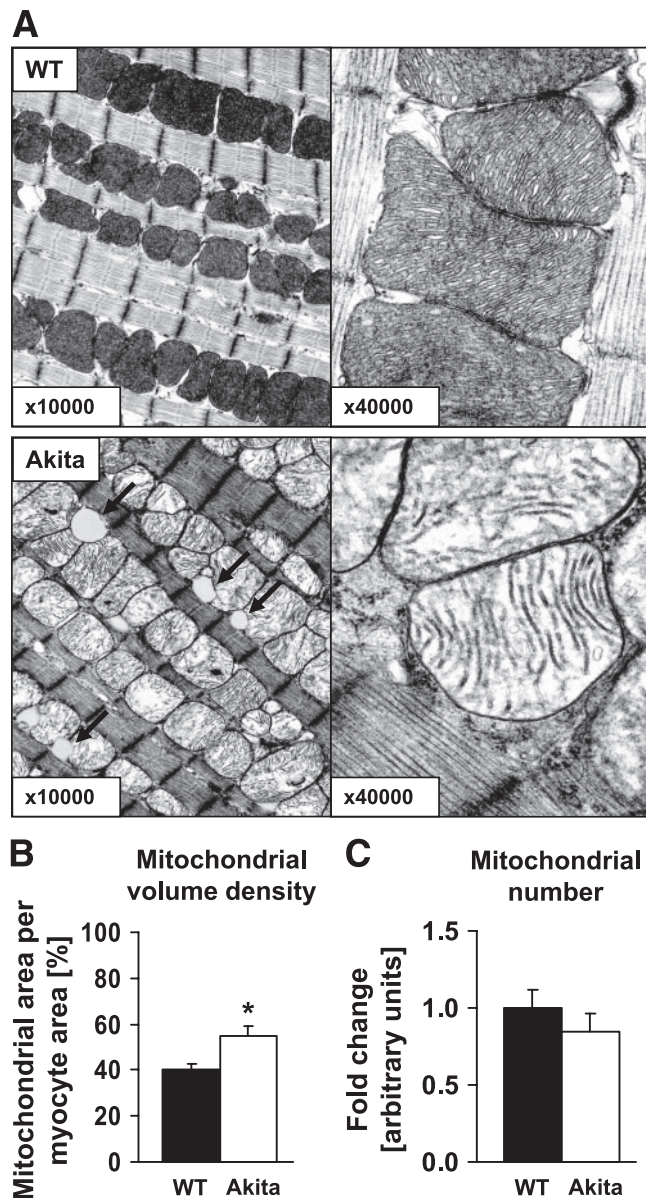 A
WT
x10000
x40000
Akita
x10000
x40000
B
Mitochondrial
volume density
Mitochondrial area per
myocyte area [%]
100
80
60
40
20
0
*
WT Akita
C
Mitochondrial
number
Fold change
[arbitrary units]
1.5
1.0
0.5
0.0
WT Akita